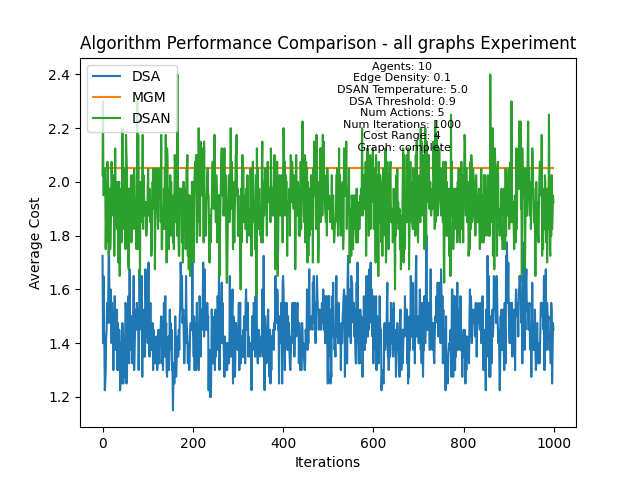 Algorithm Performance Comparison - all graphs Experiment
DSA
MGM
DSAN
Agents: 10
Edge Density: 0.1
DSAN Temperature: 5.0
DSA Threshold: 0.9
Num Actions: 5
Num Iterations: 1000
Cost Range: 4
Graph: complete
Average Cost
2.4
2.2
2.0
1.8
1.6
1.4
1.2
0
200
400
600
800
1000
Iterations